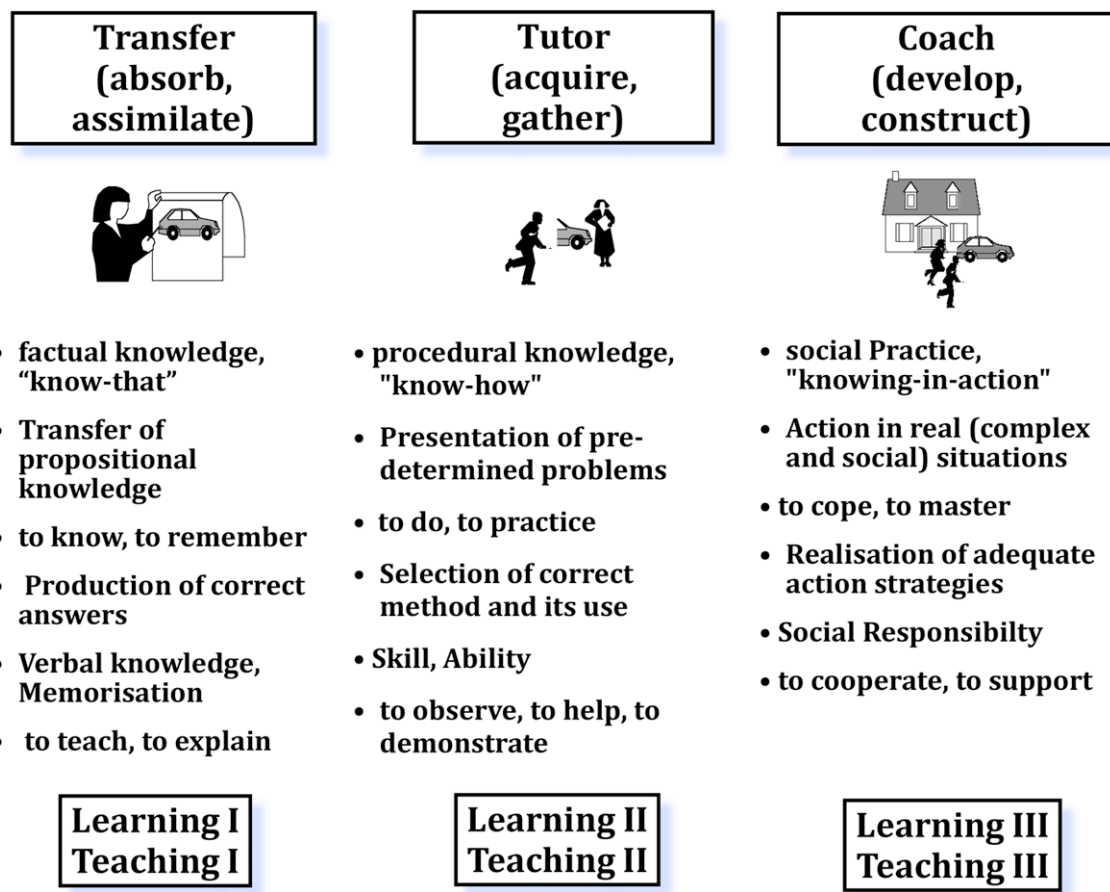 Transfer
(absorb,
assimilate)
• factual knowledge,
“know-that”
• Transfer of
propositional
knowledge
• to know, to remember
• Production of correct
answers
• Verbal knowledge,
Memorisation
• to teach, to explain
Learning I
Teaching I
Tutor
(acquire,
gather)
• procedural knowledge,
"know-how"
• Presentation of pre-
determined problems
• to do, to practice
• Selection of correct
method and its use
• Skill, Ability
• to observe, to help, to
demonstrate
Learning II
Teaching II
Coach
(develop,
construct)
• social Practice,
"knowing-in-action"
• Action in real (complex
and social) situations
• to cope, to master
• Realisation of adequate
action strategies
• Social Responsibilty
• to cooperate, to support
Learning III
Teaching III